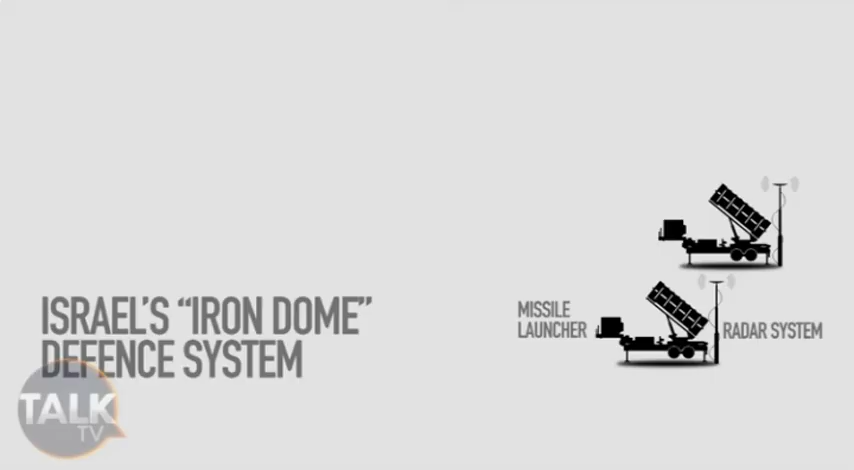 ISRAEL'S “IRON DOME”
DEFENCE SYSTEM
MISSILE
LAUNCHER
RADAR SYSTEM
TALK
TV